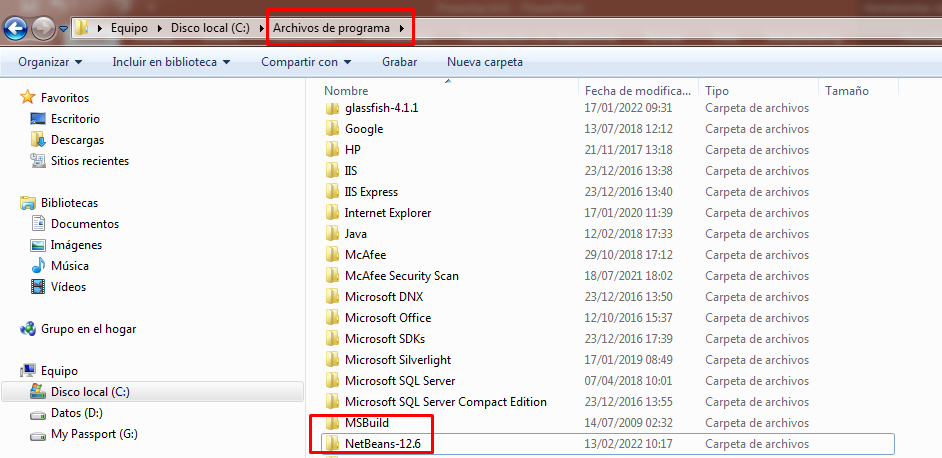 Equipo Disco local (C:) Archivos de programa
Organizar Incluir en biblioteca Compartir con Grabar Nueva carpeta
Favoritos
Escritorio
Descargas
Sitios recientes
Bibliotecas
Documentos
Imágenes
Música
Vídeos
Grupo en el hogar
Equipo
Disco local (C:)
Datos (D:)
My Passport (G:)
Nombre Fecha de modifica... Tipo Tamaño
glassfish-4.1.1 17/01/2022 09:31 Carpeta de archivos
Google 13/07/2018 12:12 Carpeta de archivos
HP 21/11/2017 13:18 Carpeta de archivos
IIS 23/12/2016 13:38 Carpeta de archivos
IIS Express 23/12/2016 13:40 Carpeta de archivos
Internet Explorer 17/01/2020 11:39 Carpeta de archivos
Java 12/02/2018 17:33 Carpeta de archivos
McAfee 29/10/2018 17:12 Carpeta de archivos
McAfee Security Scan 18/07/2021 18:02 Carpeta de archivos
Microsoft DNX 23/12/2016 13:50 Carpeta de archivos
Microsoft Office 12/10/2016 15:37 Carpeta de archivos
Microsoft SDKs 23/12/2016 17:39 Carpeta de archivos
Microsoft Silverlight 17/01/2019 08:49 Carpeta de archivos
Microsoft SQL Server 07/04/2018 10:01 Carpeta de archivos
Microsoft SQL Server Compact Edition 23/12/2016 13:55 Carpeta de archivos
MSBuild 14/07/2009 02:32 Carpeta de archivos
NetBeans-12.6 13/02/2022 10:17 Carpeta de archivos